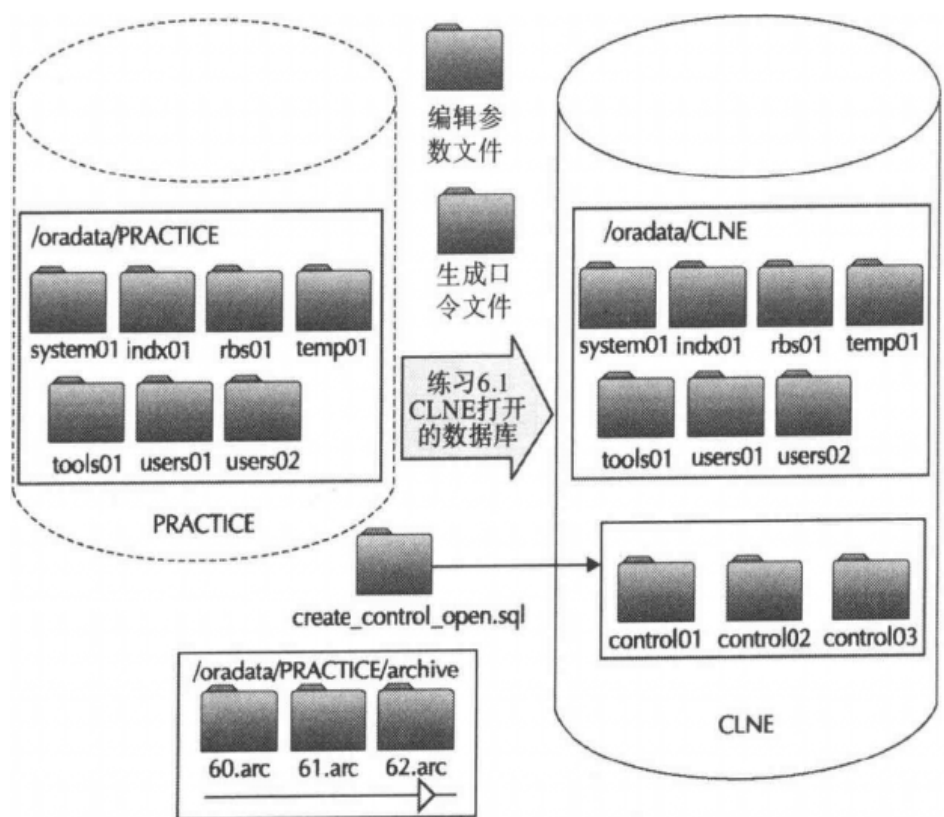 编辑参
数文件
/oradata/PRACTICE
system01 indx01 rbs01 temp01
tools01 users01 users02
PRACTICE
生成口
令文件
练习6.1
CLNE打开
的数据库
/oradata/CLNE
system01 indx01 rbs01 temp01
tools01 users01 users02
create_control_open.sql
control01 control02 control03
CLNE
/oradata/PRACTICE/archive
60.arc 61.arc 62.arc